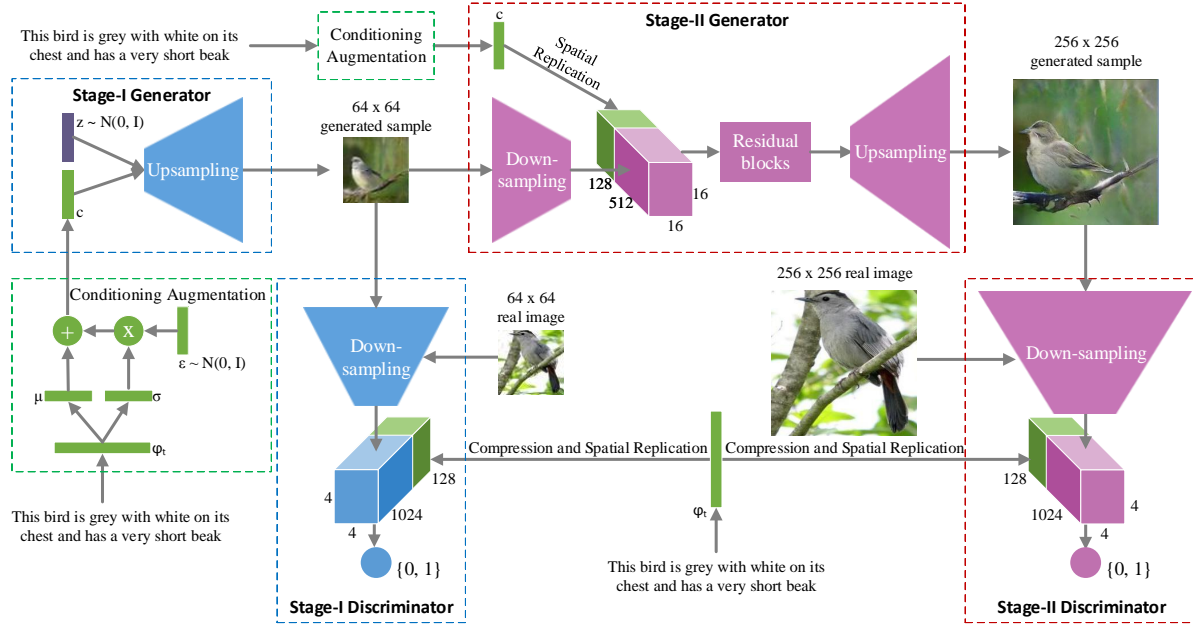 This bird is grey with white on its
chest and has a very short beak
Conditioning
Augmentation
c
Stage-II Generator
Spatial
Replication
256 x 256
generated sample
Stage-I Generator
z ~ N(0, I)
Upsampling
c
64 x 64
generated sample
Down-
sampling
128
512
16
16
Residual
blocks
Upsampling
Conditioning Augmentation
+
x
ε ~ N(0, I)
μ
σ
φt
This bird is grey with white on its
chest and has a very short beak
64 x 64
real image
Down-
sampling
256 x 256 real image
Down-sampling
Compression and Spatial Replication
Compression and Spatial Replication
128
1024
4
4
{0, 1}
Stage-I Discriminator
φt
This bird is grey with white on its
chest and has a very short beak
128
1024
4
4
{0, 1}
Stage-II Discriminator